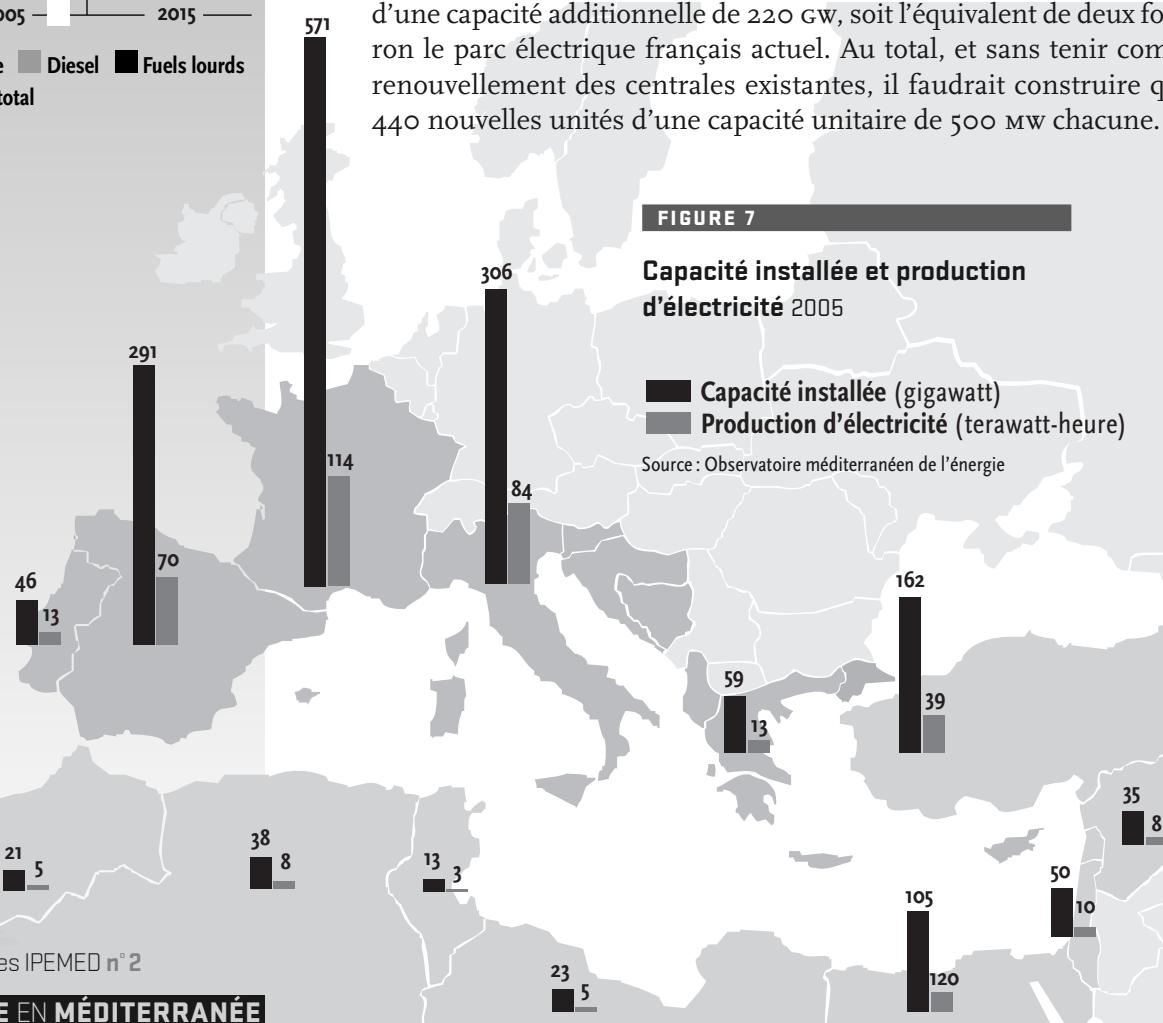 2015
Diesel Fuels lourds
total
d'une capacité additionnelle de 220 GW, soit l'équivalent de deux
le parc électrique français actuel. Au total, et sans tenir
renouvellement des centrales existantes, il faudrait construire
440 nouvelles unités d'une capacité unitaire de 500 MW chacune.
FIGURE 7
Capacité installée et production
d'électricité 2005
Capacité installée (gigawatt)
Production d'électricité (terawatt-heure)
Source : Observatoire méditerranéen de l'énergie
571
114
306
84
291
70
46
13
162
39
59
13
35
8
21
5
38
8
13
3
50
10
105
120
23
5
IPEMED n° 2
EN MÉDITERRANÉE